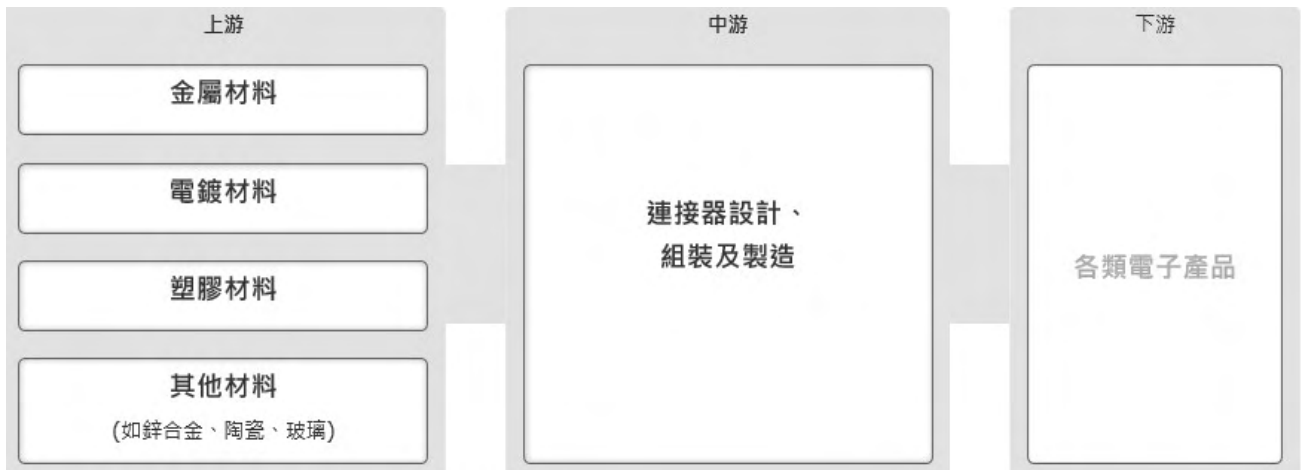 上游
金屬材料
電鍍材料
塑膠材料
其他材料
(如鋅合金、陶瓷、玻璃)
中游
連接器設計、
組裝及製造
下游
各類電子產品